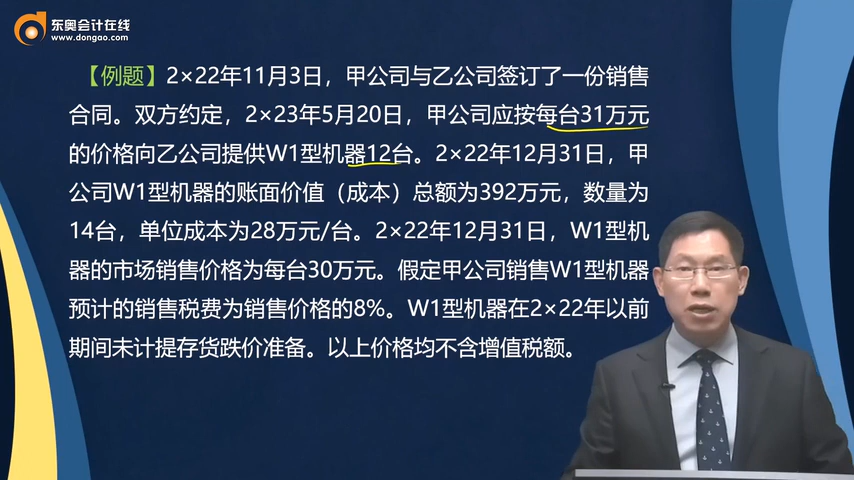 东奥会计在线
www.dongao.com
【例题】2×22年11月3日，甲公司与乙公司签订了一份销售
合同。双方约定，2×23年5月20日，甲公司应按每台31万元
的价格向乙公司提供W1型机器12台。2×22年12月31日，甲
公司W1型机器的账面价值（成本）总额为392万元，数量为
14台，单位成本为28万元/台。2×22年12月31日，W1型机
器的市场销售价格为每台30万元。假定甲公司销售W1型机器
预计的销售税费为销售价格的8%。W1型机器在2×22年以前
期间未计提存货跌价准备。以上价格均不含增值税额。